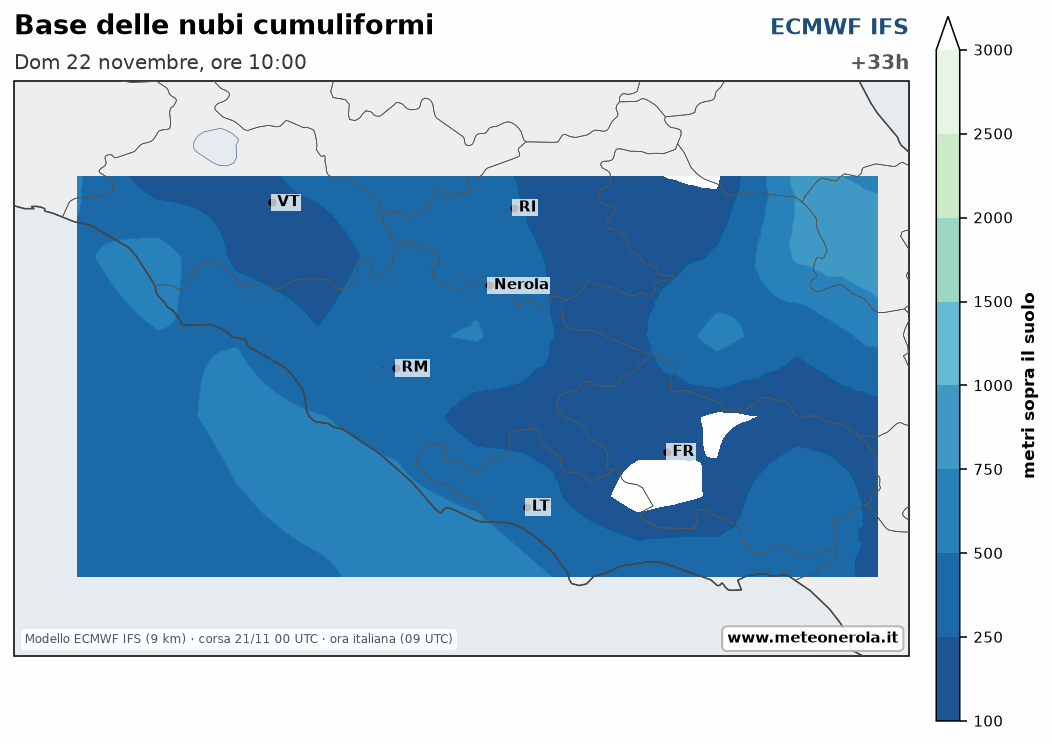 Base delle nubi cumuliformi
ECMWF IFS
Dom 22 novembre, ore 10:00
+33h
VT
RI
Nerola
RM
FR
LT
3000
2500
2000
1500
1000
750
500
250
100
metri sopra il suolo
Modello ECMWF IFS (9 km) · corsa 21/11 00 UTC · ora italiana (09 UTC)
www.meteonerola.it